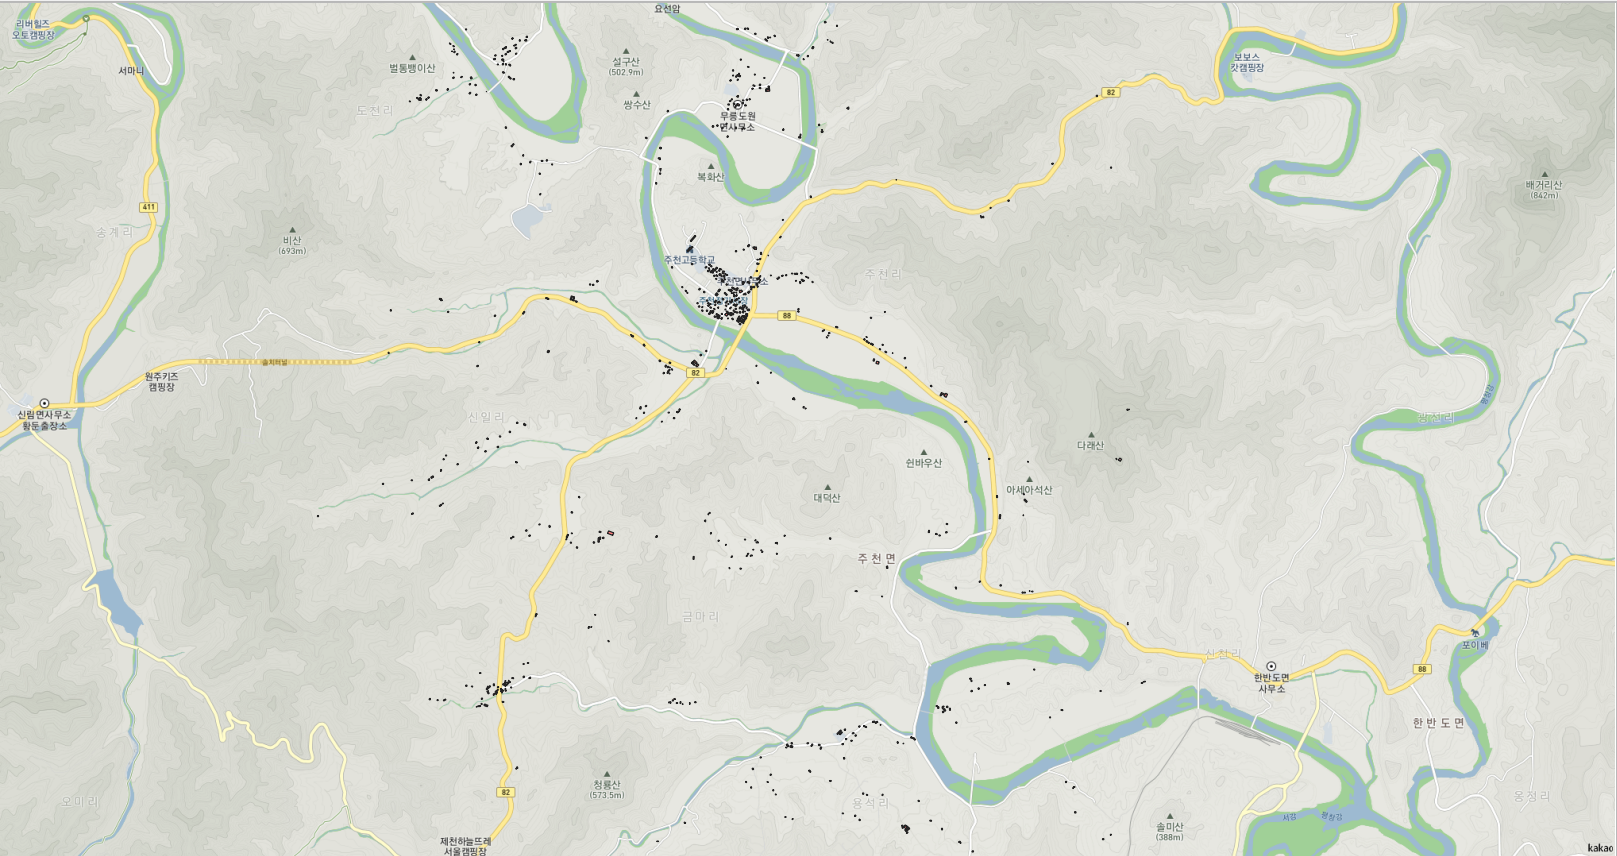 리버힐즈
오토캠핑장
요선암
서마니
벌통뱅이산
설구산
(502.9m)
보보스
캇캠핑장
82
쌍수산
도천리
무릉도원
면사무소
복화산
배거리산
(842m)
411
송계리
비산
(693m)
주천고등학교
주천리
주천면사무소
88
솔치터널
원주키즈
캠핑장
82
평창강
신림면사무소
황둔출장소
신일리
광전리
다래산
헌바우산
아세아석산
대덕산
주천면
금마리
포이베
신천리
88
한반도면
사무소
한반도면
청룡산
(573.5m)
82
용석리
오미리
옹정리
솔미산
(388m)
서강
평창강
제천하늘뜨레
서울캠핑장
kakao